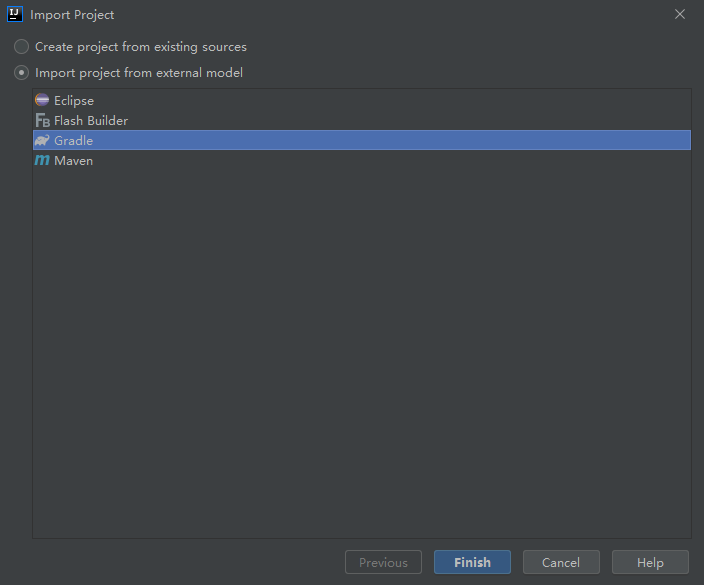 IJ Import Project
Create project from existing sources
Import project from external model
Eclipse
FB Flash Builder
Gradle
m Maven
Previous Finish Cancel Help